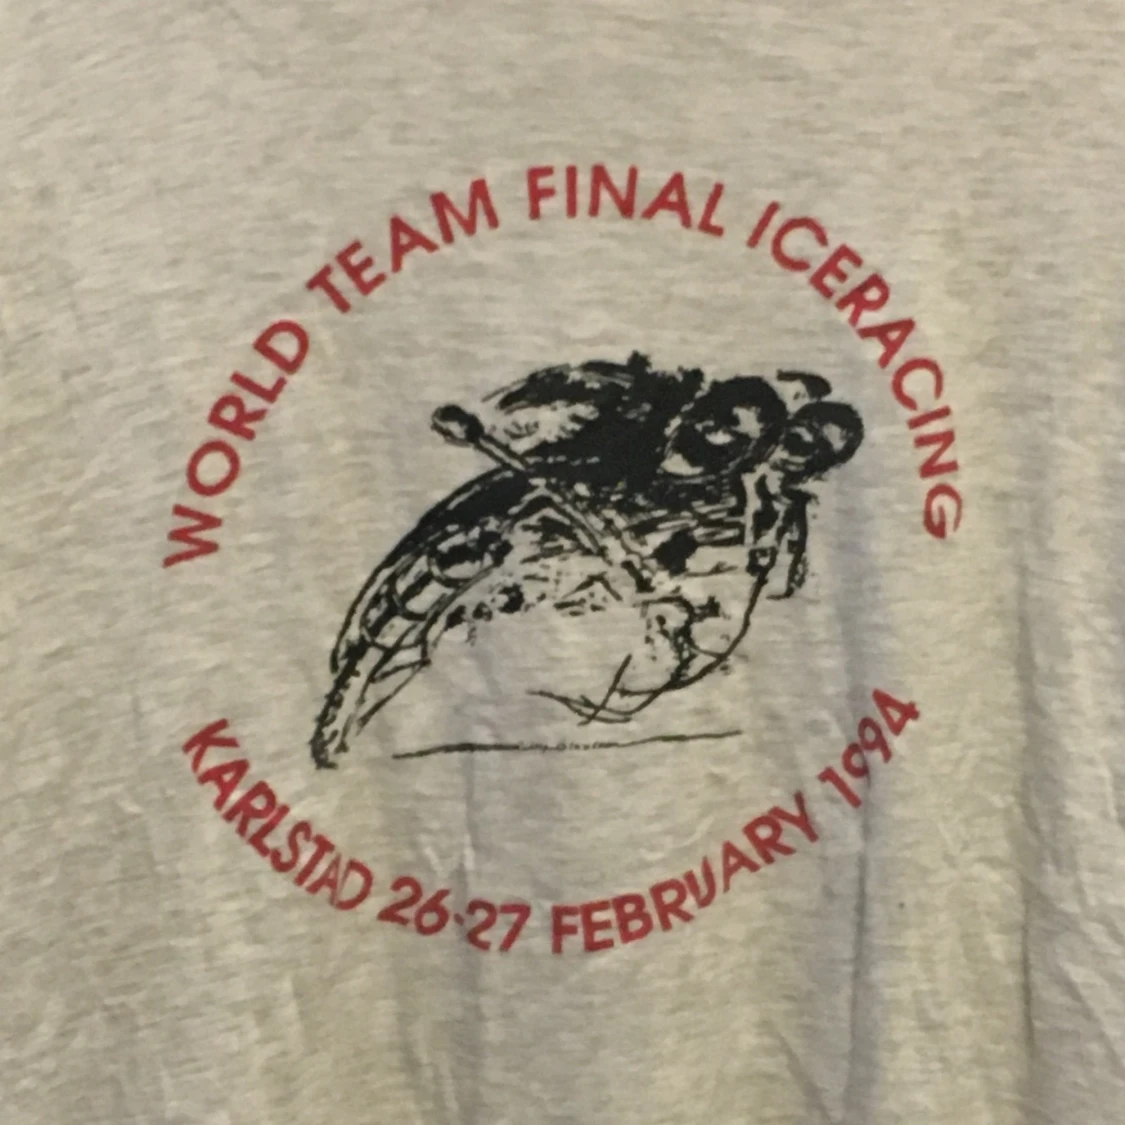 WORLD TEAM FINAL ICERACING
KARLSTAD 26-27 FEBRUARY 1994